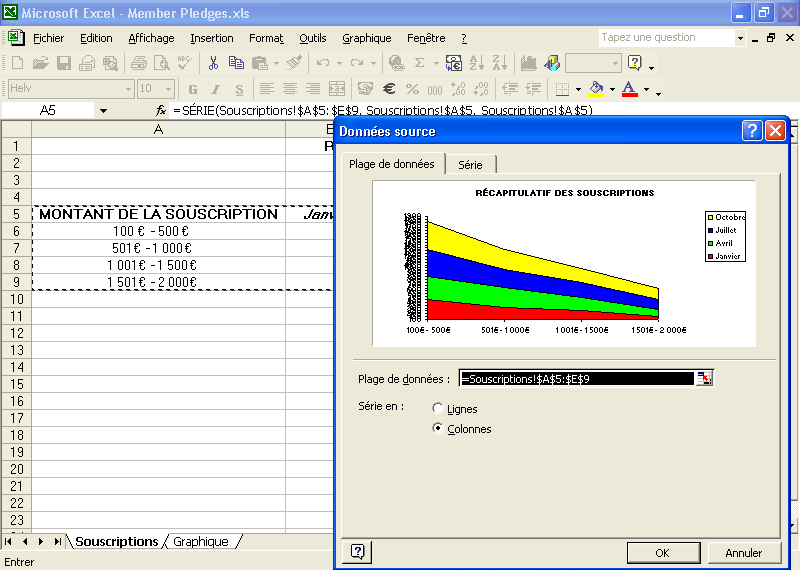 Microsoft Excel - Member Pledges.xls
Fichier Edition Affichage Insertion Format Outils Graphique Fenêtre ? Tapez une question
Helv 10 G I S € % 000
A5 fx =SÉRIE(Souscriptions!$A$5:$E$9, Souscriptions!$A$5, Souscriptions!$A$5)
A
1
2
3
4
5 MONTANT DE LA SOUSCRIPTION Janv
6 100 € - 500 €
7 501€ - 1 000€
8 1 001€ - 1 500€
9 1 501€ - 2 000€
10
11
12
13
14
15
16
17
18
19
20
21
22
23
Souscriptions Graphique
Entrer
Données source
Plage de données Série
RÉCAPITULATIF DES SOUSCRIPTIONS
Octobre
Juillet
Avril
Janvier
100€ - 500€ 501€ - 1 000€ 1 001€ - 1 500€ 1 501€ - 2 000€
Plage de données : =Souscriptions!$A$5:$E$9
Série en : Lignes
Colonnes
OK Annuler